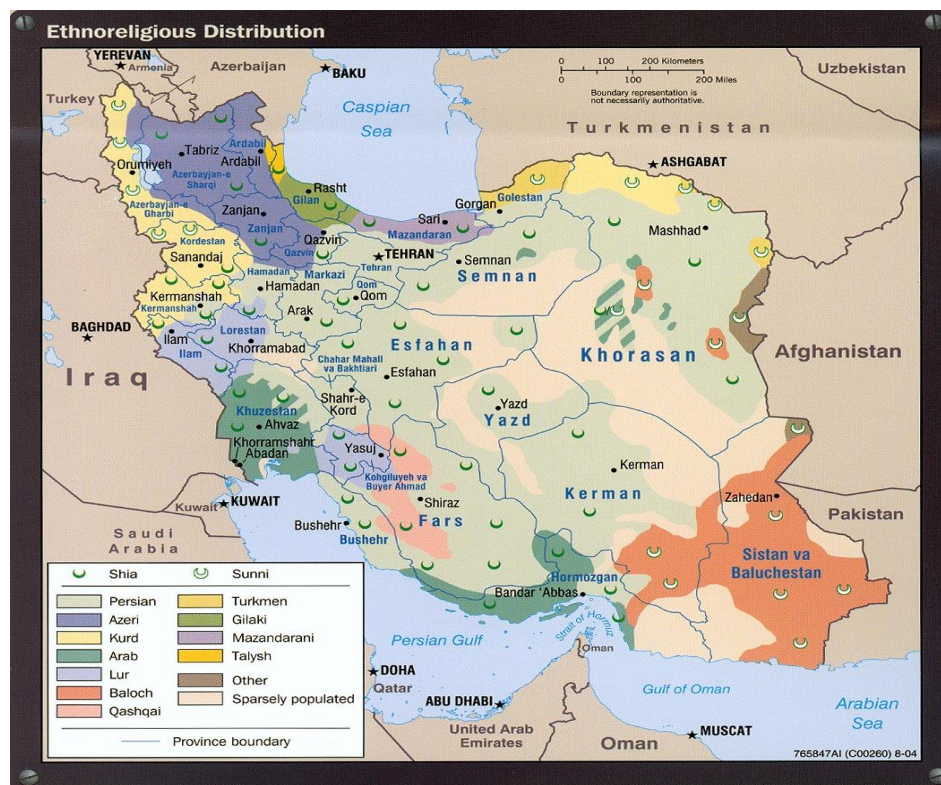 Ethnoreligious Distribution
YEREVAN
Armenia
Azerbaijan
BAKU
Turkey
Caspian
Sea
0 100 200 Kilometers
0 100 200 Miles
Boundary representation is
not necessarily authoritative.
Uzbekistan
Turkmenistan
ASHGABAT
Tabriz
Ardabil
Ardabil
Orumiyeh
Azerbayjan-e
Sharqi
Azerbayjan-e
Gharbi
Rasht
Gilan
Zanjan
Zanjan
Qazvin
Qazvin
Gorgan
Golestan
Sari
Mazandaran
Mashhad
Kordestan
Sanandaj
Hamadan
Hamadan
Markazi
TEHRAN
Tehran
Semnan
Semnan
Qom
Qom
Kermanshah
Kermanshah
Arak
BAGHDAD
Ilam
Ilam
Lorestan
Khorramabad
Esfahan
Esfahan
Khorasan
Afghanistan
Iraq
Chahar Mahall
va Bakhtiari
Shahr-e
Kord
Yazd
Yazd
Khuzestan
Ahvaz
Khorramshahr
Abadan
Yasuj
Kohgiluyeh va
Buyer Ahmad
Kerman
Kerman
Zahedan
KUWAIT
Kuwait
Shiraz
Fars
Bushehr
Bushehr
Pakistan
Saudi
Arabia
Sistan va
Baluchestan
Hormozgan
Bandar 'Abbas
Strait of Hormuz
Oman
Persian Gulf
DOHA
Qatar
ABU DHABI
United Arab
Emirates
Gulf of Oman
Oman
MUSCAT
Arabian
Sea
Shia Sunni
Persian Turkmen
Azeri Gilaki
Kurd Mazandarani
Arab Talysh
Lur Other
Baloch Sparsely populated
Qashqai
Province boundary
765847AI (C00260) 8-04